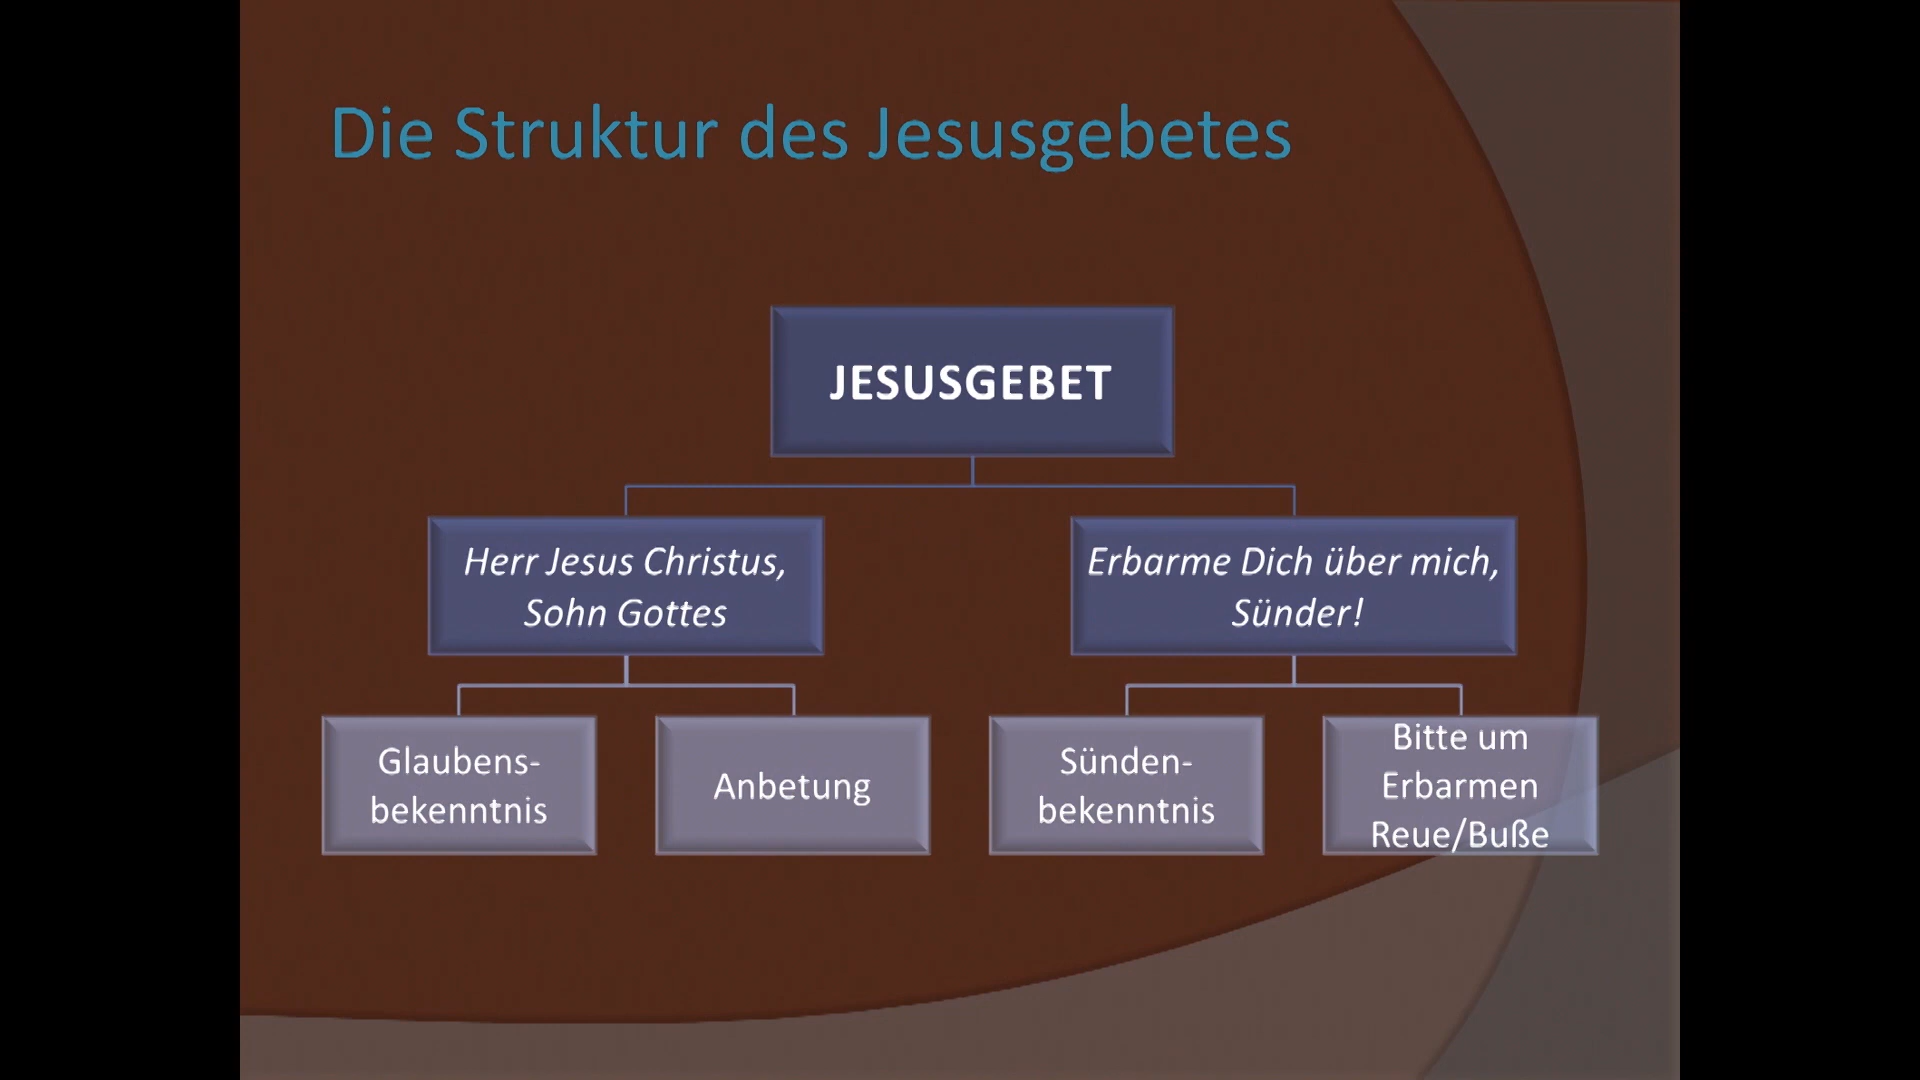 Die Struktur des Jesusgebetes
JESUSGEBET
Herr Jesus Christus,
Sohn Gottes
Erbarme Dich über mich,
Sünder!
Glaubens-
bekenntnis
Anbetung
Sünden-
bekenntnis
Bitte um
Erbarmen
Reue/Buße